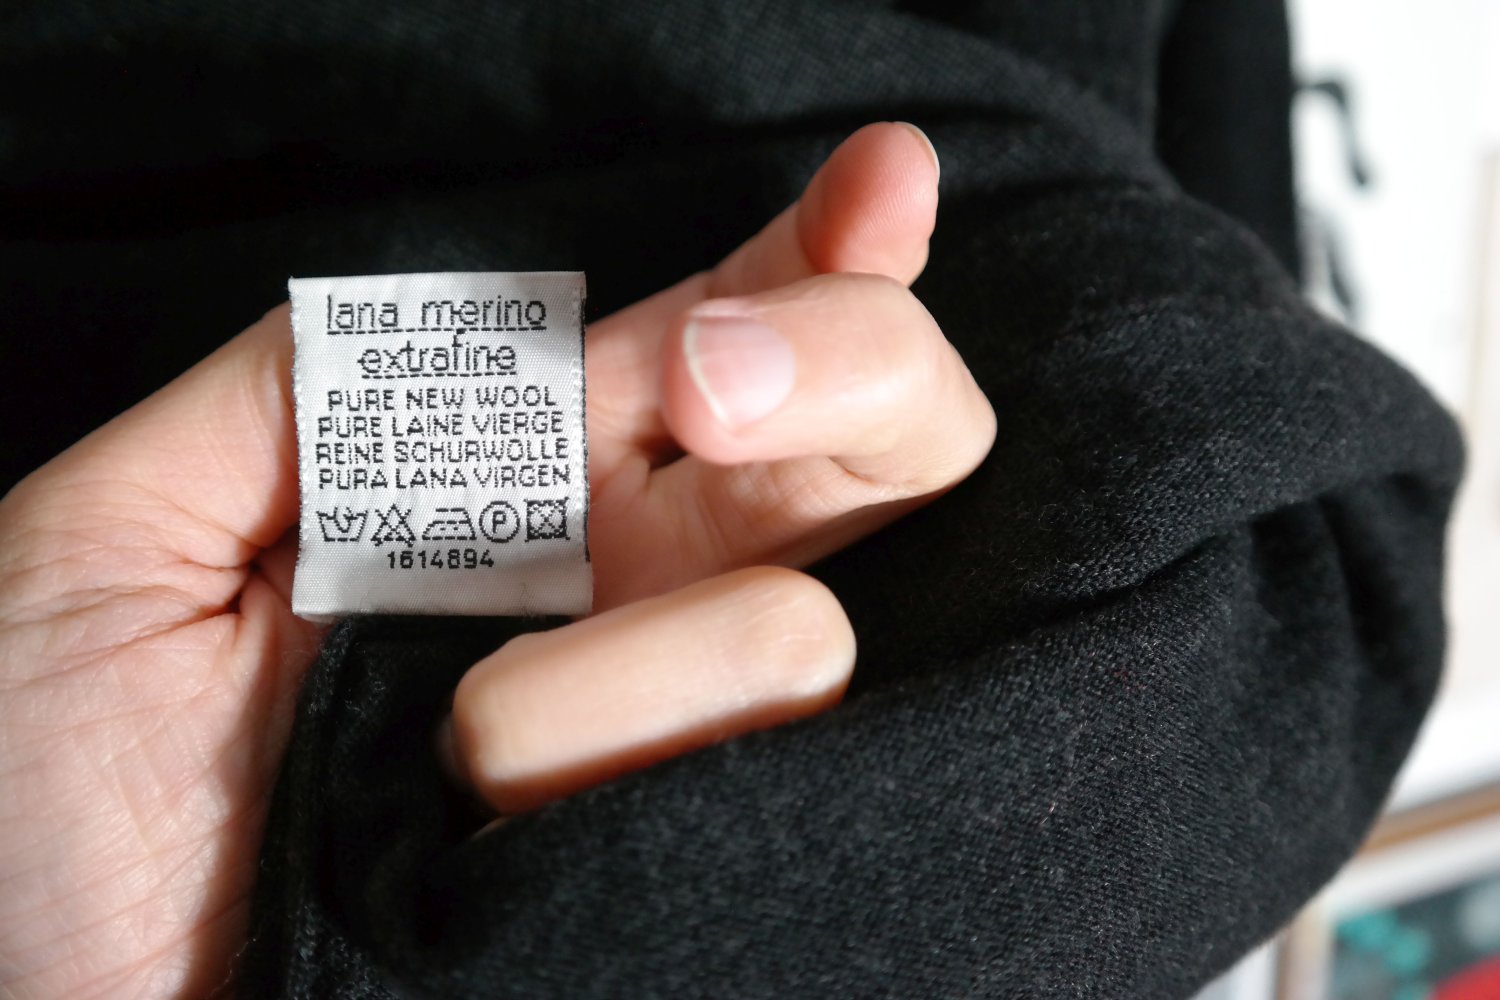 lana merino
extrafine
PURE NEW WOOL
PURE LAINE VIERGE
REINE SCHURWOLLE
PURA LANA VIRGEN
P
1614894